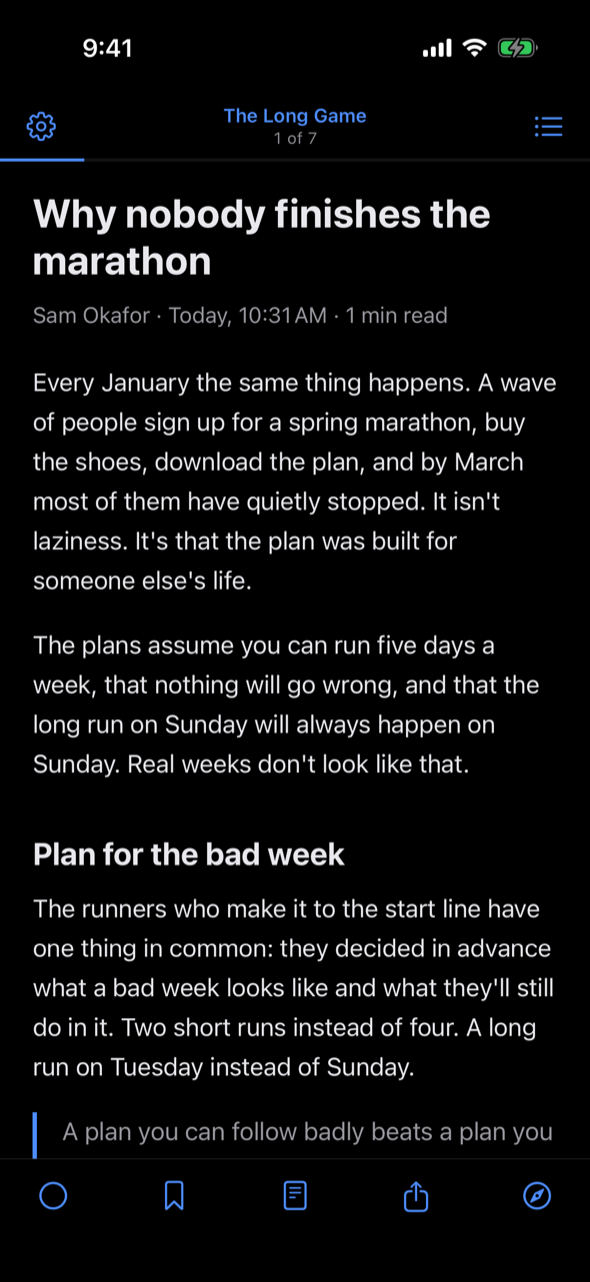 9:41
The Long Game
1 of 7
Why nobody finishes the
marathon
Sam Okafor · Today, 10:31 AM · 1 min read
Every January the same thing happens. A wave
of people sign up for a spring marathon, buy
the shoes, download the plan, and by March
most of them have quietly stopped. It isn't
laziness. It's that the plan was built for
someone else's life.
The plans assume you can run five days a
week, that nothing will go wrong, and that the
long run on Sunday will always happen on
Sunday. Real weeks don't look like that.
Plan for the bad week
The runners who make it to the start line have
one thing in common: they decided in advance
what a bad week looks like and what they'll still
do in it. Two short runs instead of four. A long
run on Tuesday instead of Sunday.
A plan you can follow badly beats a plan you